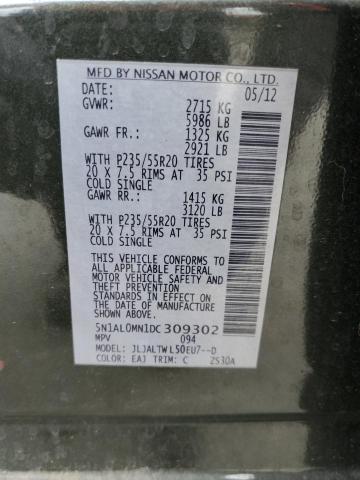 MFD BY NISSAN MOTOR CO., LTD.
DATE: 05/12
GVWR: 2715 KG
5986 LB
GAWR FR.: 1325 KG
2921 LB
WITH P235/55R20 TIRES
20 X 7.5 RIMS AT 35 PSI
COLD SINGLE
GAWR RR.: 1415 KG
3120 LB
WITH P235/55R20 TIRES
20 X 7.5 RIMS AT 35 PSI
COLD SINGLE
THIS VEHICLE CONFORMS TO
ALL APPLICABLE FEDERAL
MOTOR VEHICLE SAFETY AND
THEFT PREVENTION
STANDARDS IN EFFECT ON
THE DATE OF MANUFACTURE
SHOWN ABOVE.
5N1AL0MN1DC309302
MPV 094
MODEL: JLJALTWL50EU7--D
COLOR: EAJ TRIM: C 2S30A